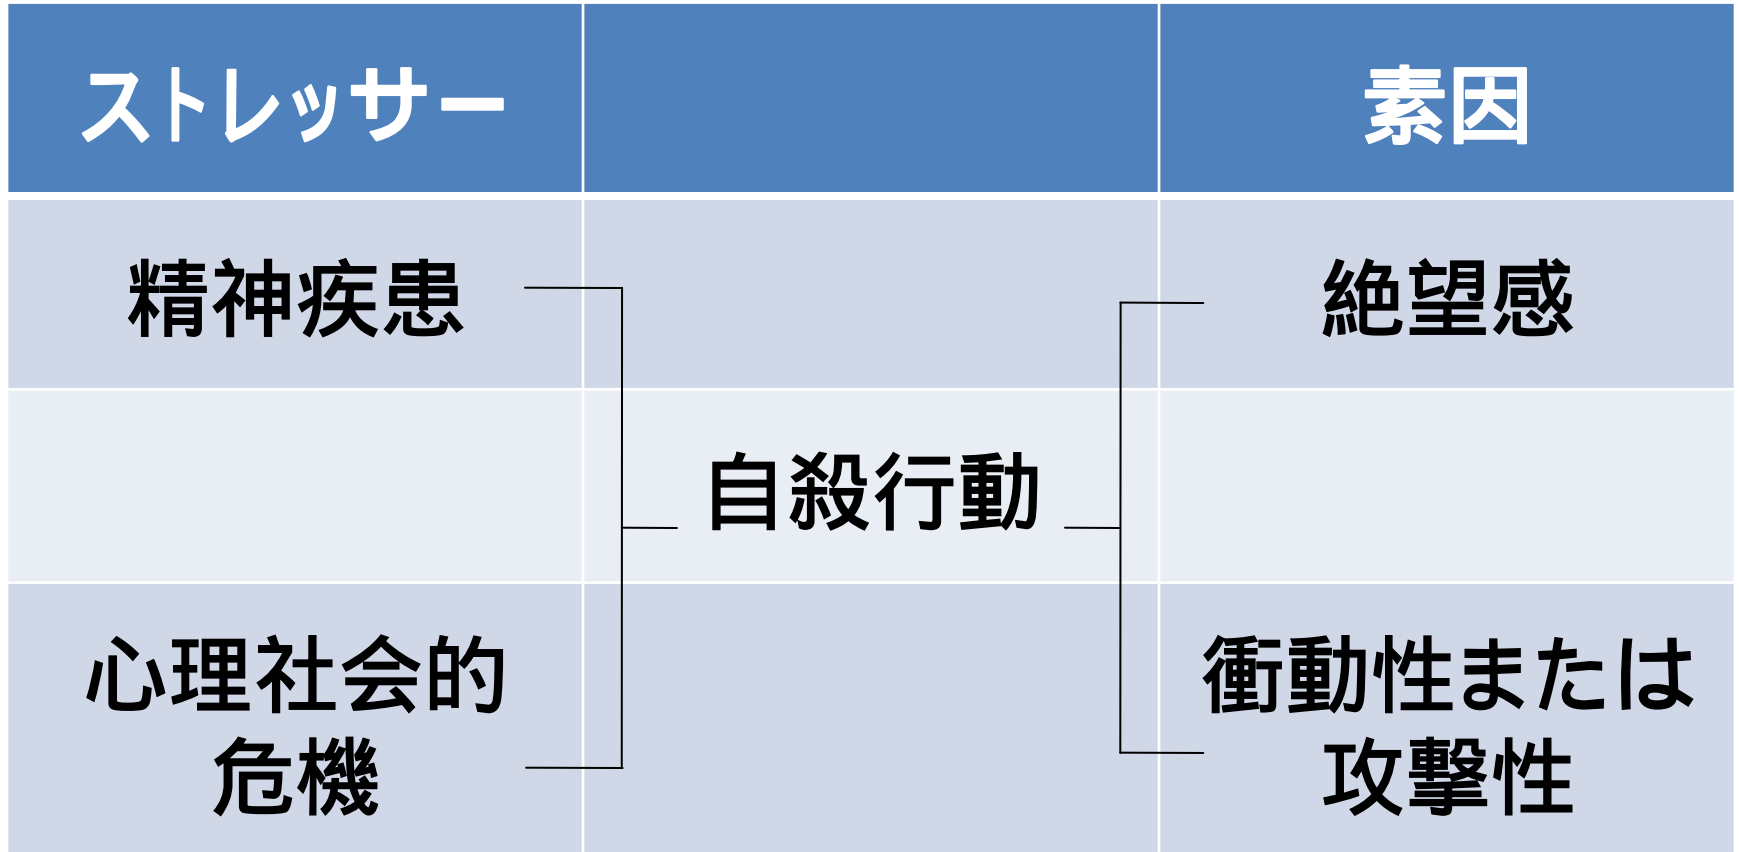 ストレッサー
素因
精神疾患
絶望感
自殺行動
心理社会的
危機
衝動性または
攻撃性